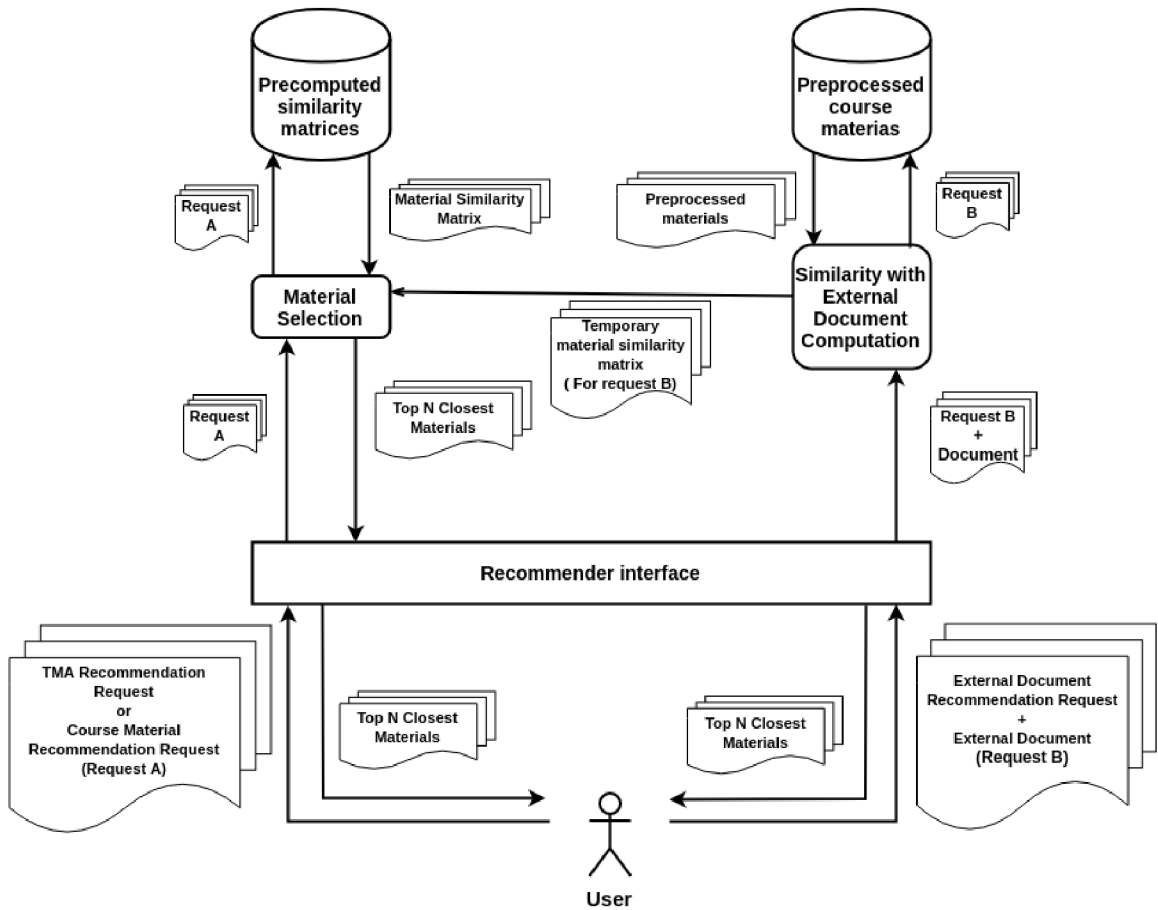 Precomputed
similarity
matrices
Preprocessed
course
materias
Request
A
Material Similarity
Matrix
Preprocessed
materials
Request
B
Material
Selection
Similarity with
External
Document
Computation
Temporary
material similarity
matrix
( For request B)
Request
A
Top N Closest
Materials
Request B
+
Document
Recommender interface
TMA Recommendation
Request
or
Course Material
Recommendation Request
(Request A)
Top N Closest
Materials
Top N Closest
Materials
External Document
Recommendation Request
+
External Document
(Request B)
User